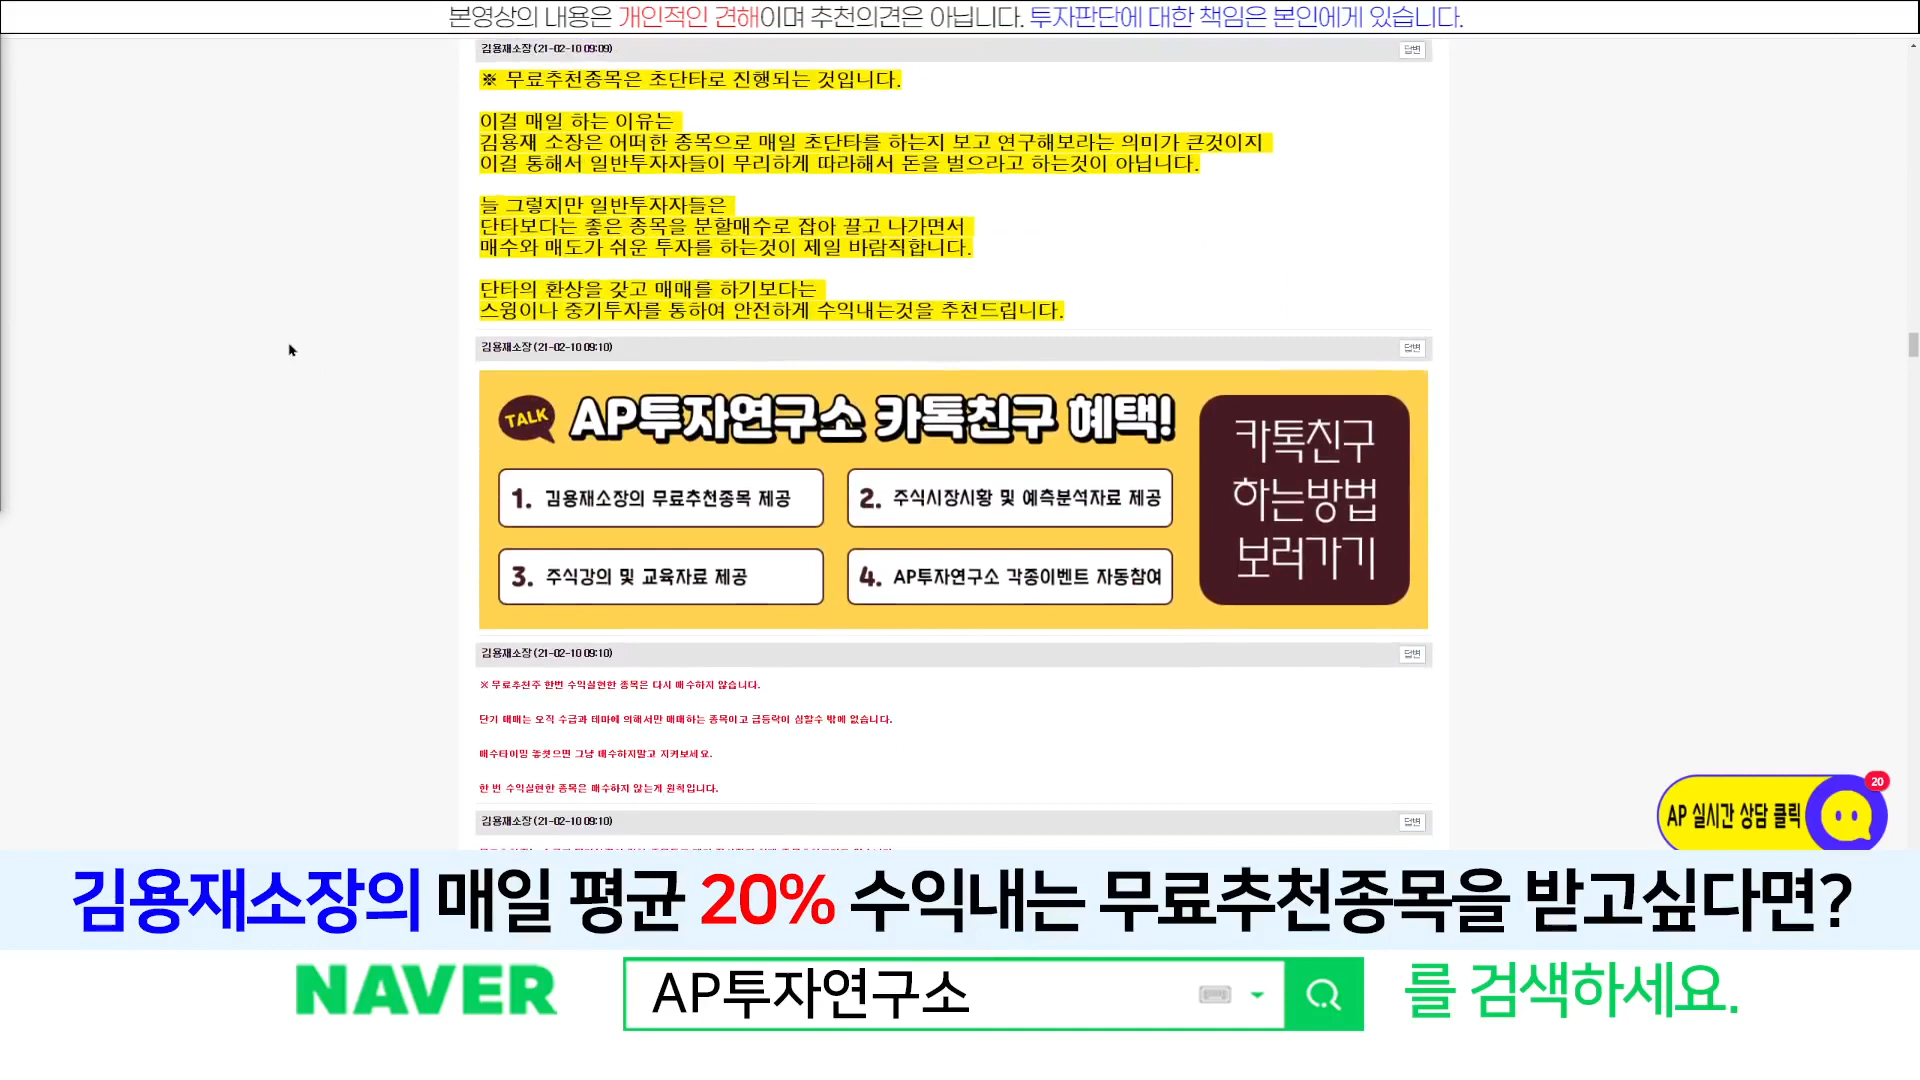 본영상의 내용은 개인적인 견해이며 추천의견은 아닙니다. 투자판단에 대한 책임은 본인에게 있습니다.
김용재소장 (21-02-10 09:09)
답변
※ 무료추천종목은 초단타로 진행되는 것입니다.
이걸 매일 하는 이유는
김용재 소장은 어떠한 종목으로 매일 초단타를 하는지 보고 연구해보라는 의미가 큰것이지
이걸 통해서 일반투자자들이 무리하게 따라해서 돈을 벌으라고 하는것이 아닙니다.
늘 그렇지만 일반투자자들은
단타보다는 좋은 종목을 분할매수로 잡아 끌고 나가면서
매수와 매도가 쉬운 투자를 하는것이 제일 바람직합니다.
단타의 환상을 갖고 매매를 하기보다는
스윙이나 중기투자를 통하여 안전하게 수익내는것을 추천드립니다.
김용재소장 (21-02-10 09:10)
답변
TALK
AP투자연구소 카톡친구 혜택!
1. 김용재소장의 무료추천종목 제공
2. 주식시장시황 및 예측분석자료 제공
3. 주식강의 및 교육자료 제공
4. AP투자연구소 각종이벤트 자동참여
카톡친구
하는방법
보러가기
김용재소장 (21-02-10 09:10)
답변
※ 무료추천주 한번 수익실현한 종목은 다시 매수하지 않습니다.
단기 매매는 오직 수급과 테마에 의해서만 매매하는 종목이고 급등락이 심할수 밖에 없습니다.
매수타이밍 놓쳣으면 그냥 매수하지말고 지켜보세요.
한 번 수익실현한 종목은 매수하지 않는게 원칙입니다.
김용재소장 (21-02-10 09:10)
답변
20
AP 실시간 상담 클릭
김용재소장의 매일 평균 20% 수익내는 무료추천종목을 받고싶다면?
NAVER
AP투자연구소
를 검색하세요.